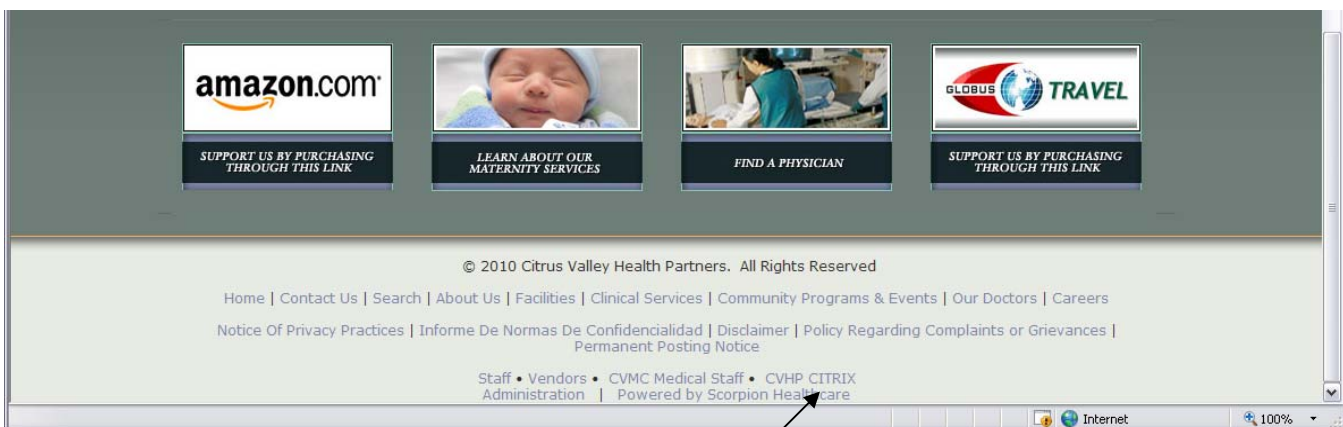 amazon.com
SUPPORT US BY PURCHASING
THROUGH THIS LINK
LEARN ABOUT OUR
MATERNITY SERVICES
FIND A PHYSICIAN
GLOBUS TRAVEL
SUPPORT US BY PURCHASING
THROUGH THIS LINK
© 2010 Citrus Valley Health Partners. All Rights Reserved
Home | Contact Us | Search | About Us | Facilities | Clinical Services | Community Programs & Events | Our Doctors | Careers
Notice Of Privacy Practices | Informe De Normas De Confidencialidad | Disclaimer | Policy Regarding Complaints or Grievances |
Permanent Posting Notice
Staff • Vendors • CVMC Medical Staff • CVHP CITRIX
Administration | Powered by Scorpion Healthcare
Internet
100%